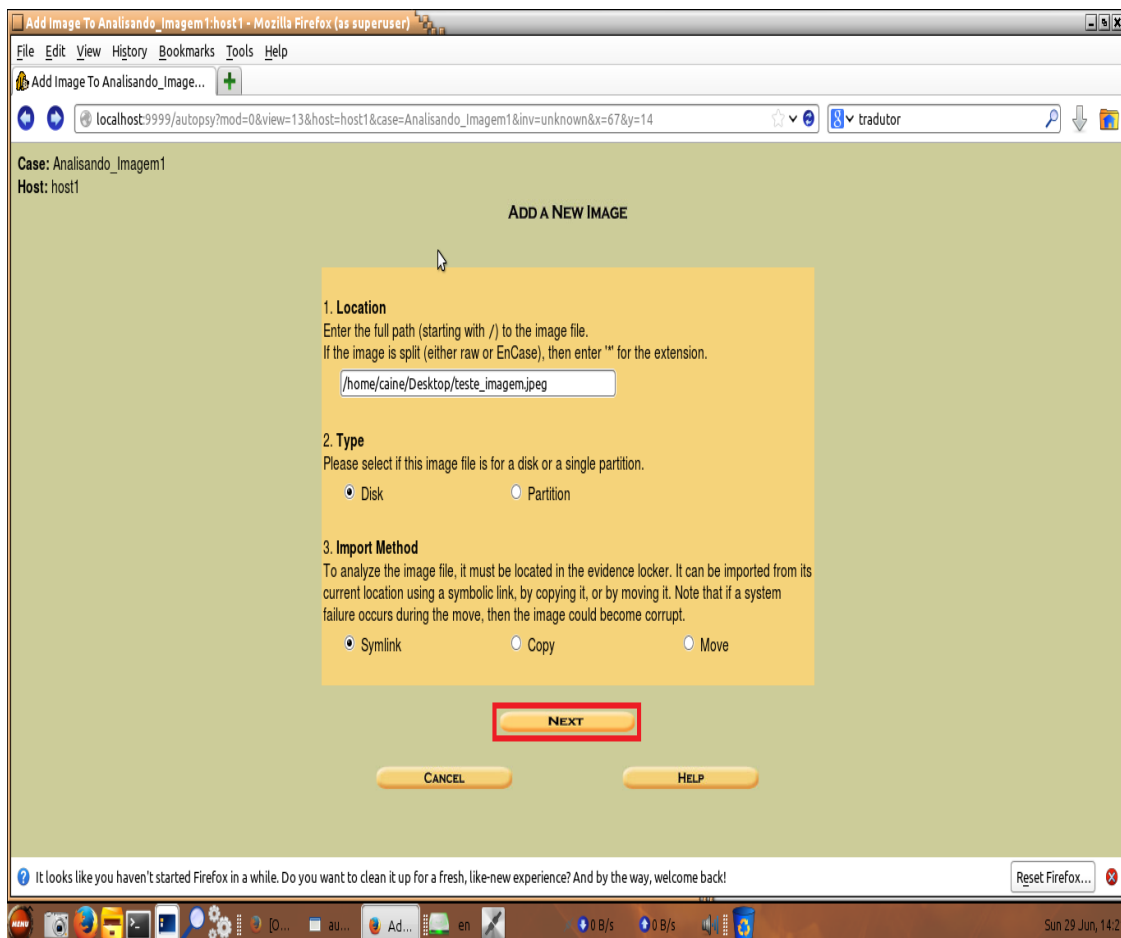 Add Image To Analisando_Imagem1:host1 - Mozilla Firefox (as superuser)
File Edit View History Bookmarks Tools Help
Add Image To Analisando_Image...
localhost:9999/autopsy?mod=0&view=13&host=host1&case=Analisando_Imagem1&inv=unknown&x=67&y=14
tradutor
Case: Analisando_Imagem1
Host: host1
ADD A NEW IMAGE
1. Location
Enter the full path (starting with /) to the image file.
If the image is split (either raw or EnCase), then enter '*' for the extension.
/home/caine/Desktop/teste_imagem.jpeg
2. Type
Please select if this image file is for a disk or a single partition.
Disk Partition
3. Import Method
To analyze the image file, it must be located in the evidence locker. It can be imported from its
current location using a symbolic link, by copying it, or by moving it. Note that if a system
failure occurs during the move, then the image could become corrupt.
Symlink Copy Move
NEXT
CANCEL HELP
It looks like you haven't started Firefox in a while. Do you want to clean it up for a fresh, like-new experience? And by the way, welcome back!
Reset Firefox...
MENU [O... au... Ad... en 0 B/s 0 B/s Sun 29 Jun, 14:2